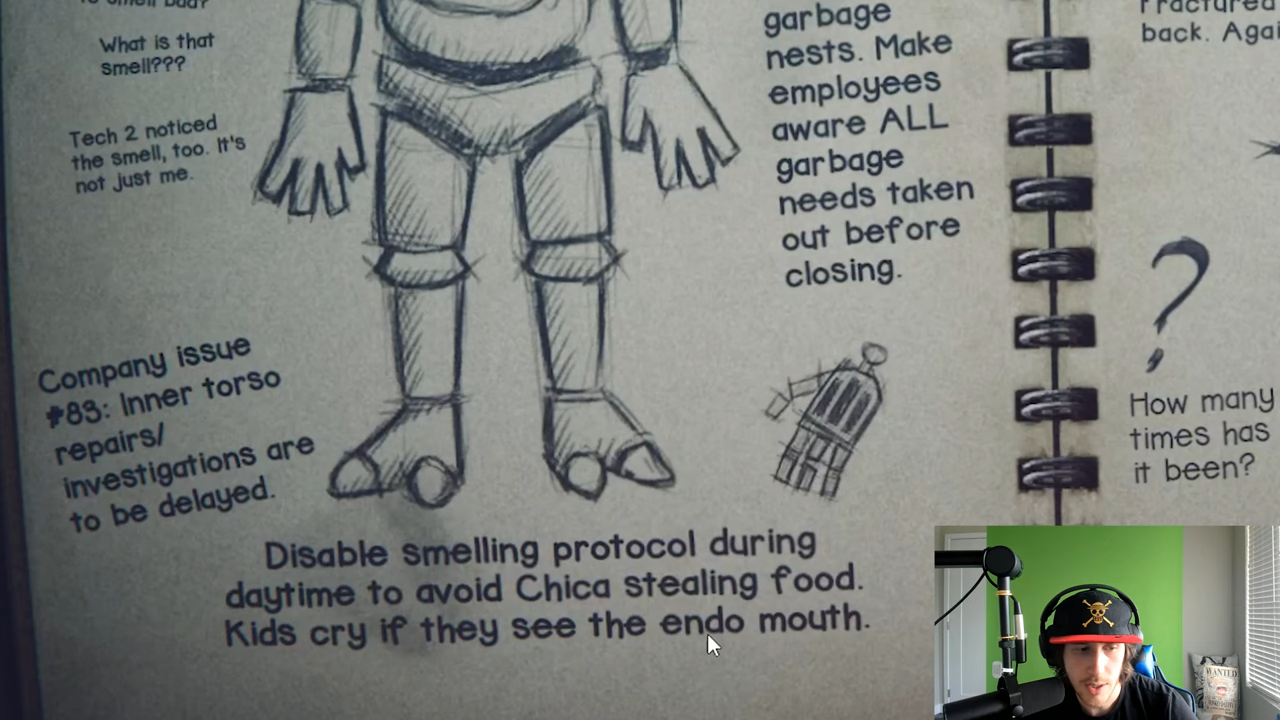 What is that
smell???
Tech 2 noticed
the smell, too. It's
not just me.
Company issue
#83: Inner torso
repairs/
investigations are
to be delayed.
garbage
nests. Make
employees
aware ALL
garbage
needs taken
out before
closing.
Disable smelling protocol during
daytime to avoid Chica stealing food.
Kids cry if they see the endo mouth.
back. Agai
?
How many
times has
it been?
WANTED